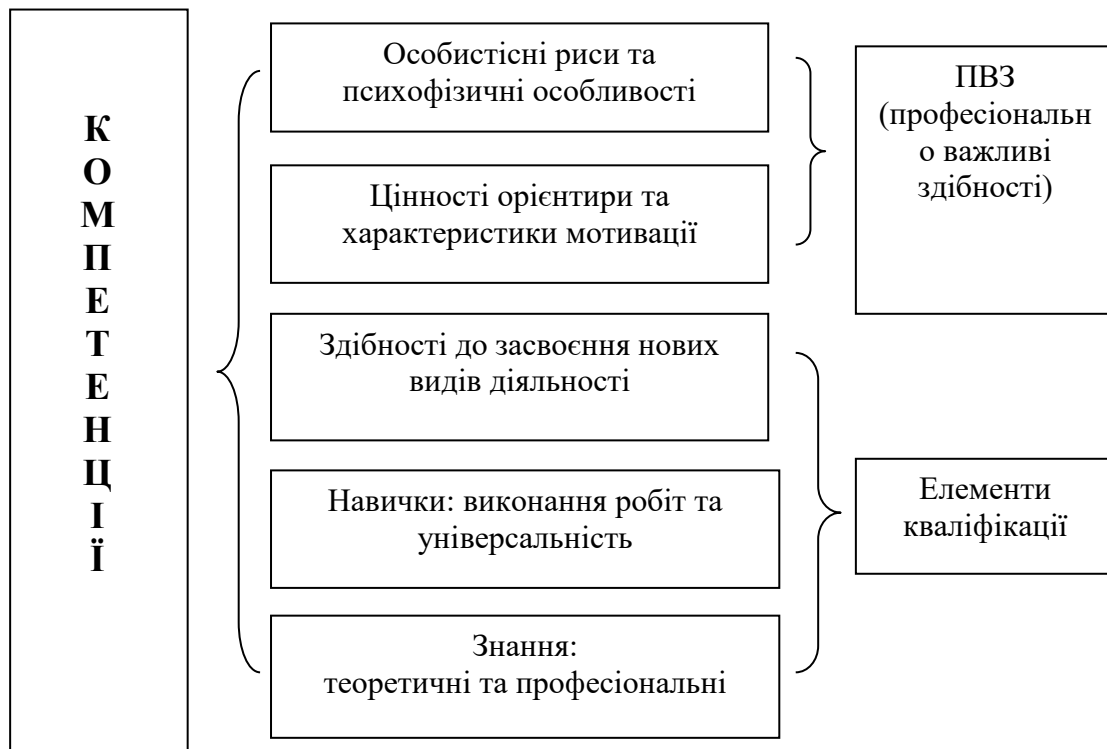 КОМПЕТЕНЦІЇ
Особистісні риси та
психофізичні особливості
Цінності орієнтири та
характеристики мотивації
Здібності до засвоєння нових
видів діяльності
Навички: виконання робіт та
універсальність
Знання:
теоретичні та професіональні
ПВЗ
(професіональн
о важливі
здібності)
Елементи
кваліфікації